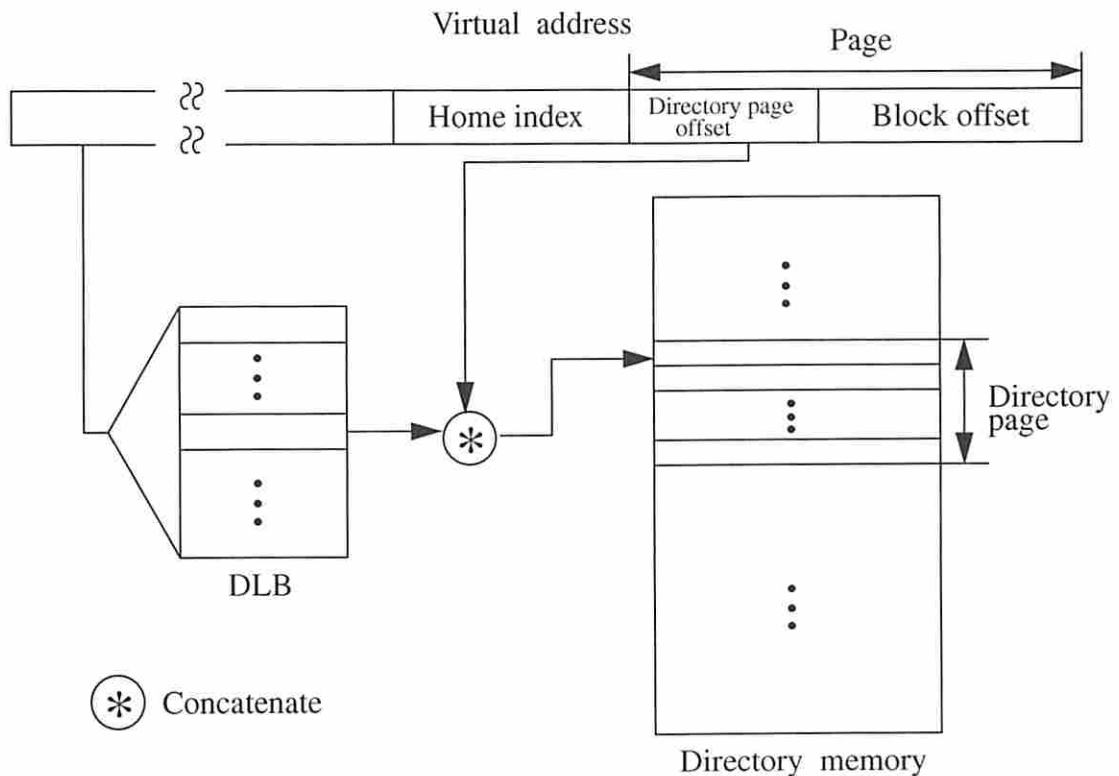 Virtual address
Page
Home index
Directory page
offset
Block offset
Directory
page
DLB
* Concatenate
Directory memory